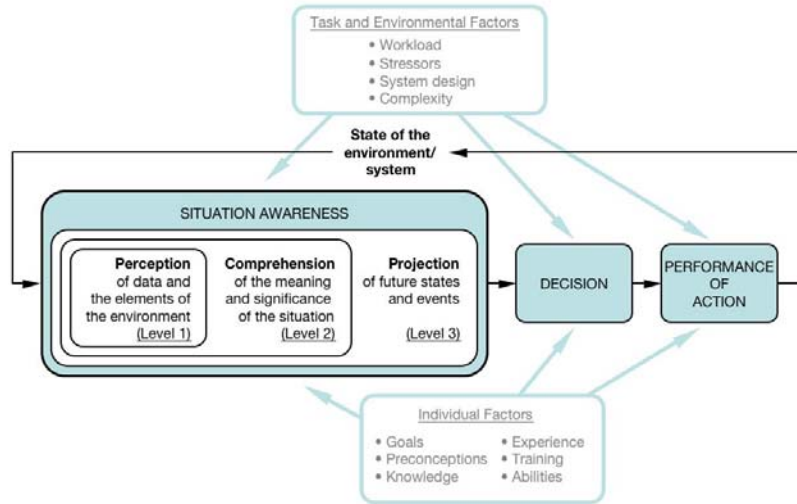 Task and Environmental Factors
• Workload
• Stressors
• System design
• Complexity
State of the
environment/
system
SITUATION AWARENESS
Perception
of data and
the elements of
the environment
(Level 1)
Comprehension
of the meaning
and significance
of the situation
(Level 2)
Projection
of future states
and events
(Level 3)
DECISION
PERFORMANCE
OF
ACTION
Individual Factors
• Goals
• Preconceptions
• Knowledge
• Experience
• Training
• Abilities